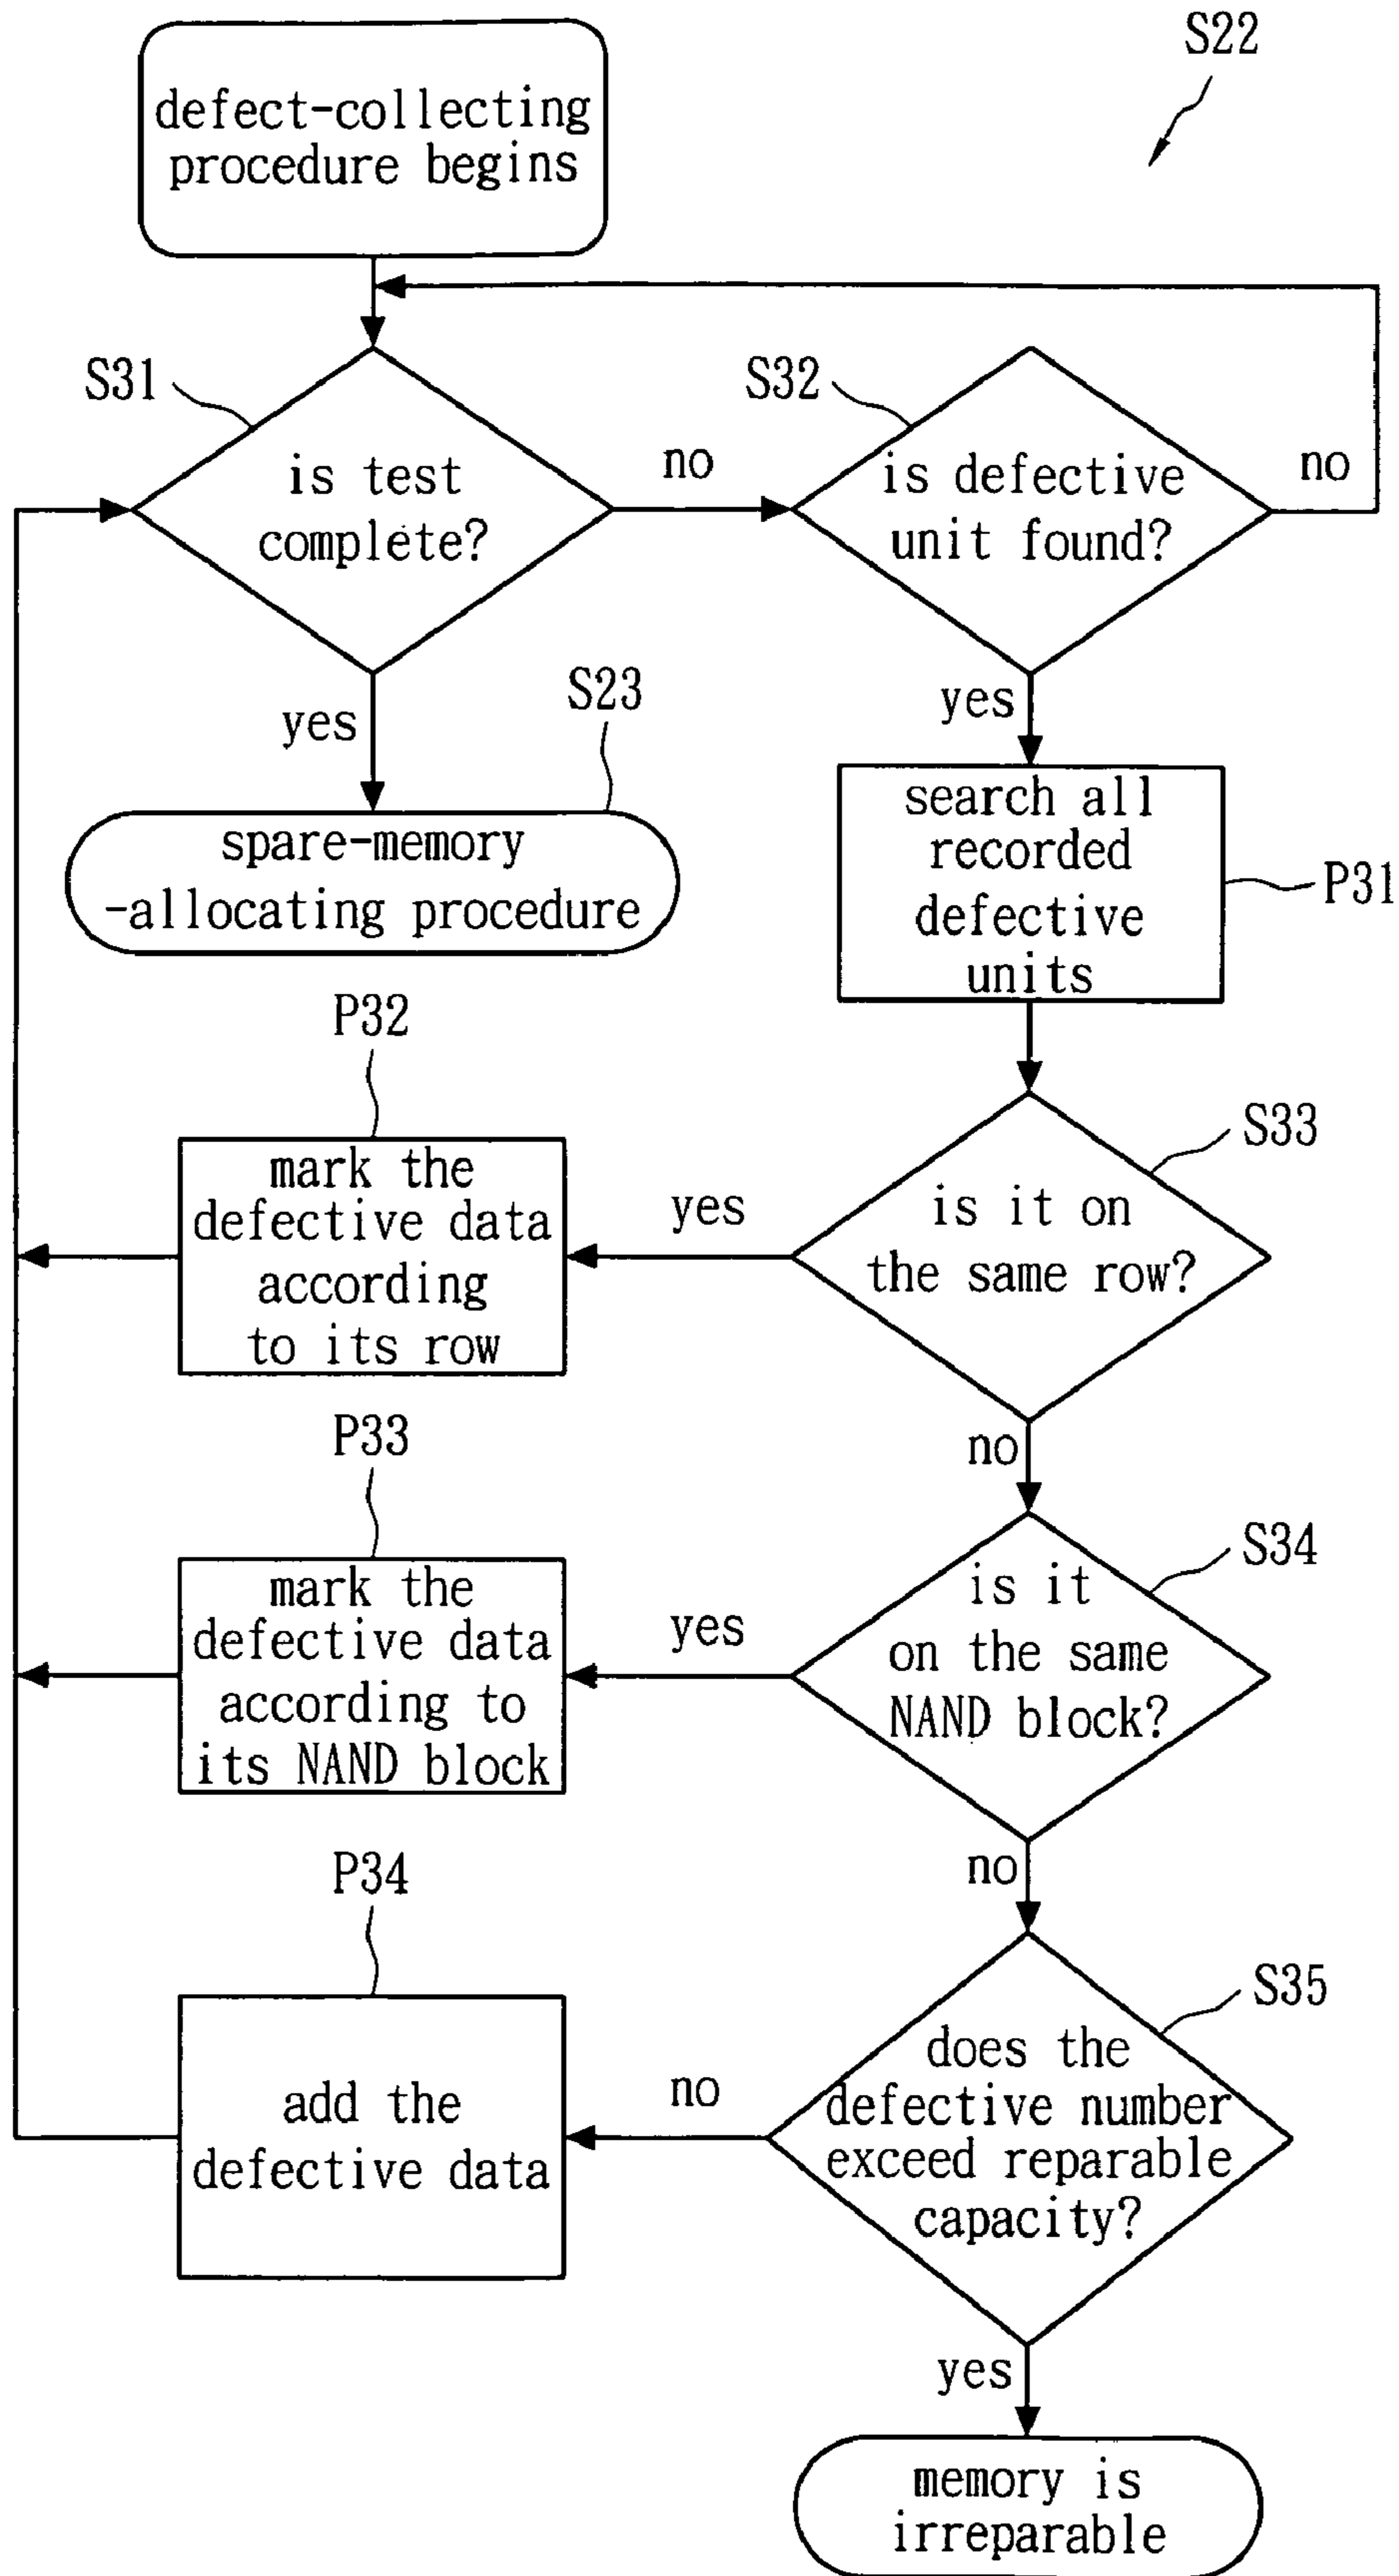 S22
defect-collecting
procedure begins
S31
is test
complete?
no
S32
is defective
unit found?
no
yes
S23
spare-memory
-allocating procedure
yes
search all
recorded
defective
units
P31
P32
mark the
defective data
according
to its row
yes
is it on
the same row?
S33
no
P33
mark the
defective data
according to
its NAND block
yes
is it
on the same
NAND block?
S34
no
P34
add the
defective data
no
does the
defective number
exceed reparable
capacity?
S35
yes
memory is
irreparable